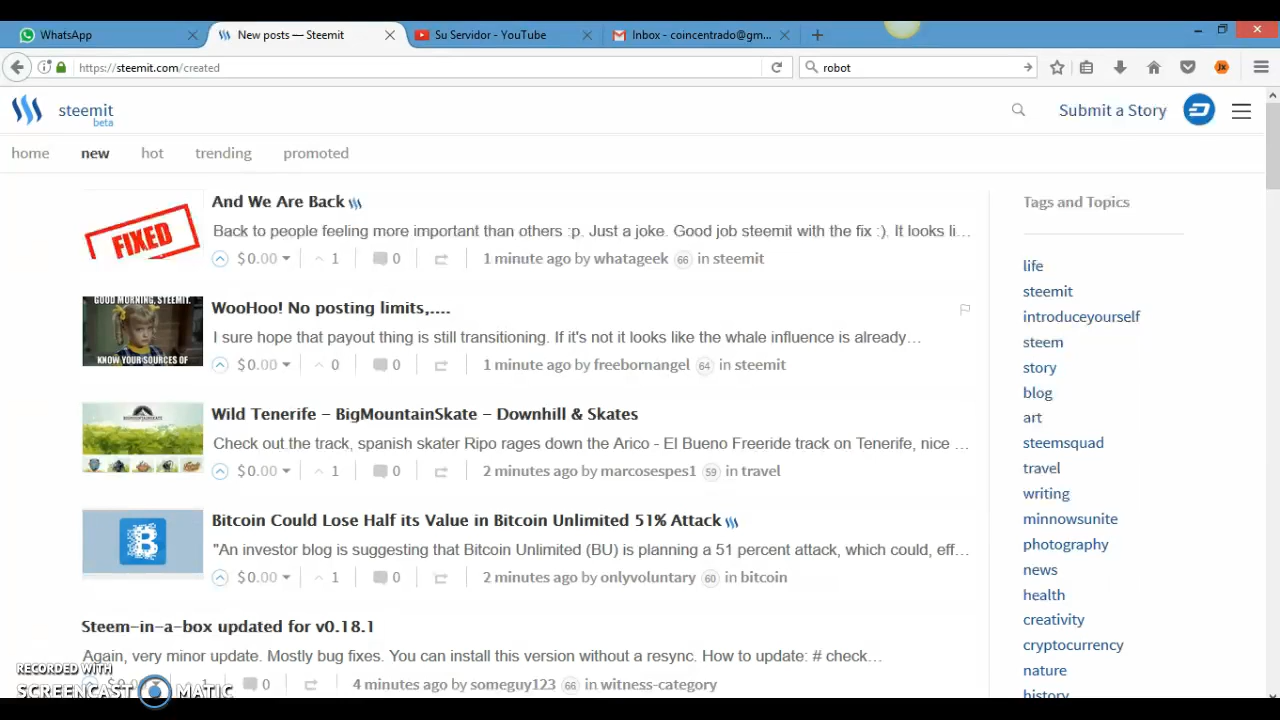 WhatsApp
New posts — Steemit
Su Servidor - YouTube
Inbox - coincentrado@gm...
https://steemit.com/created
robot
steemit
beta
Submit a Story
home new hot trending promoted
FIXED
And We Are Back
Back to people feeling more important than others :p. Just a joke. Good job steemit with the fix :). It looks li...
$0.00 1 0 1 minute ago by whatageek 66 in steemit
GOOD MORNING, STEEMIT.
KNOW YOUR SOURCES OF
WooHoo! No posting limits,....
I sure hope that payout thing is still transitioning. If it's not it looks like the whole influence is already...
$0.00 0 0 1 minute ago by freebornangel 64 in steemit
Wild Tenerife - BigMountainSkate - Downhill & Skates
Check out the track, spanish skater Ripo rages down the Arico - El Bueno Freeride track on Tenerife, nice ...
$0.00 1 0 2 minutes ago by marcosespes1 59 in travel
B
Bitcoin Could Lose Half its Value in Bitcoin Unlimited 51% Attack
"An investor blog is suggesting that Bitcoin Unlimited (BU) is planning a 51 percent attack, which could, eff...
$0.00 1 0 2 minutes ago by onlyvoluntary 60 in bitcoin
Steem-in-a-box updated for v0.18.1
Again, very minor update. Mostly bug fixes. You can install this version without a resync. How to update: # check...
0 4 minutes ago by someguy123 66 in witness-category
Tags and Topics
life
steemit
introduceyourself
steem
story
blog
art
steemsquad
travel
writing
minnowsunite
photography
news
health
creativity
cryptocurrency
nature
history
RECORDED WITH
SCREENCAST MATIC